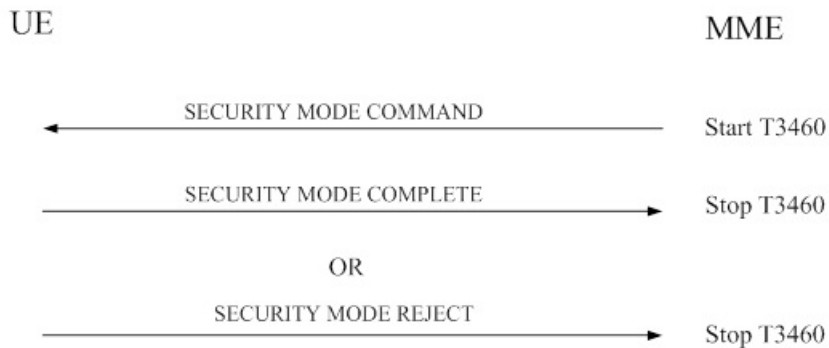 UE
MME
SECURITY MODE COMMAND
Start T3460
SECURITY MODE COMPLETE
Stop T3460
OR
SECURITY MODE REJECT
Stop T3460